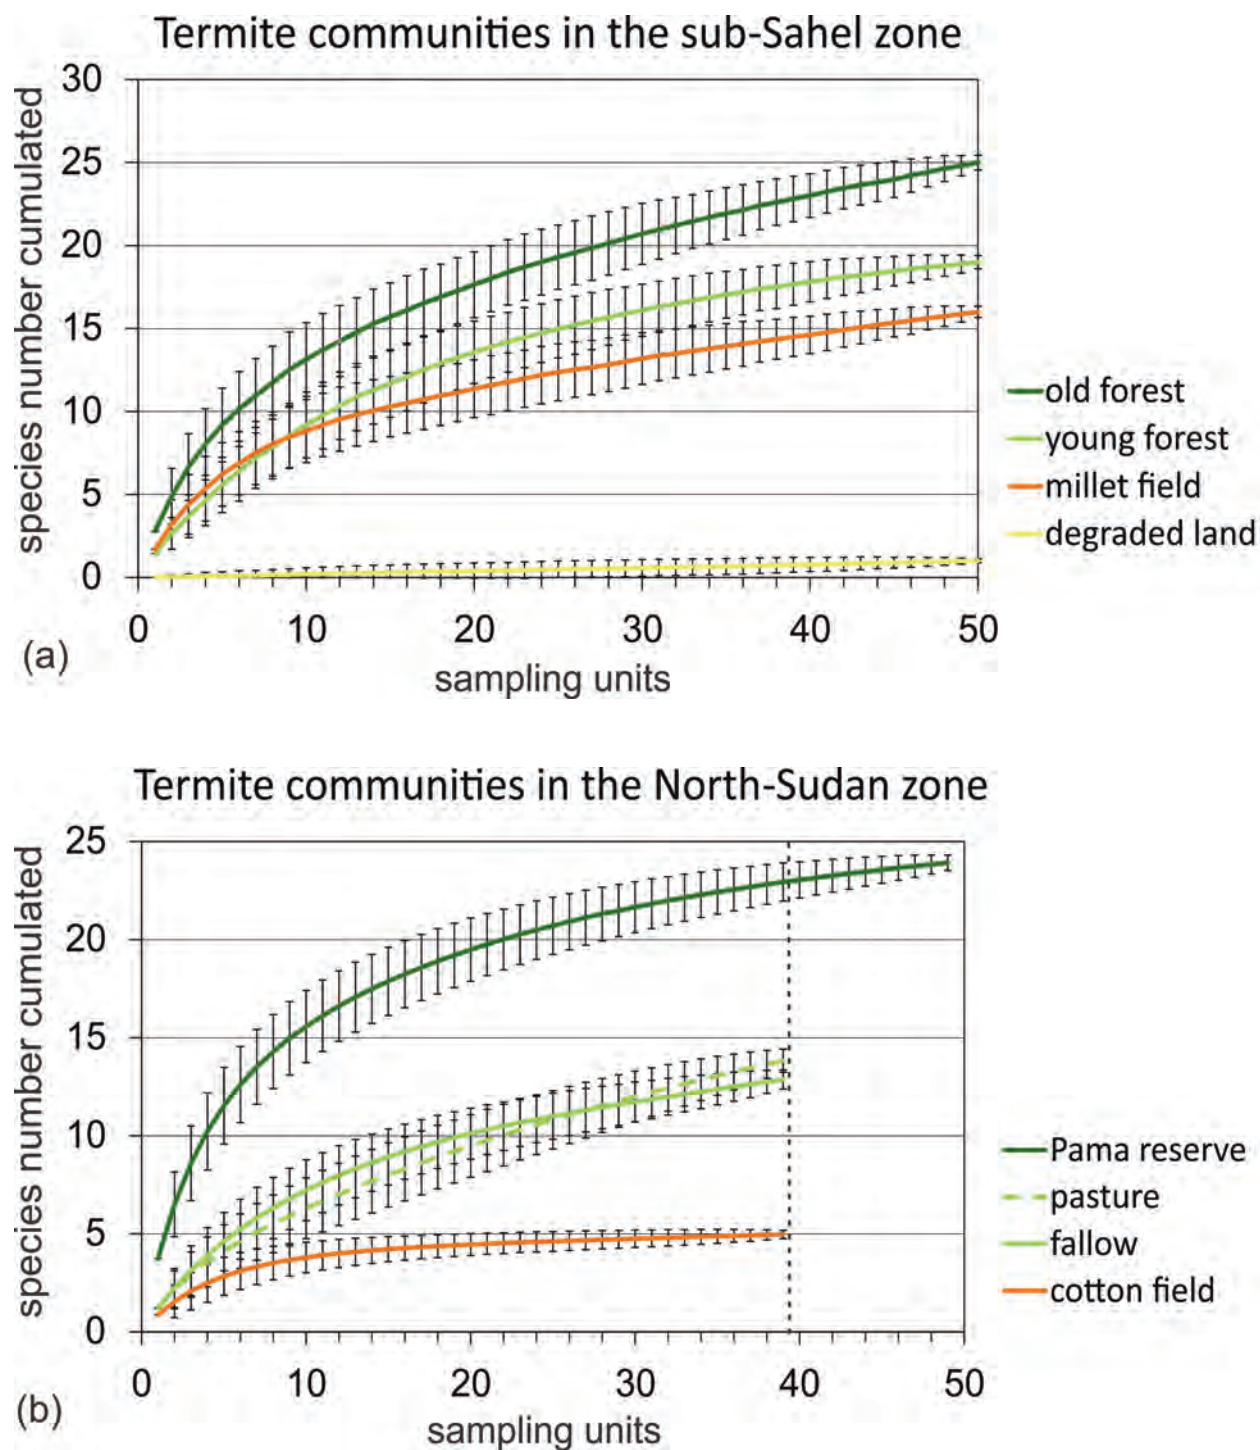 Termite communities in the sub-Sahel zone
species number cumulated
30
25
20
15
10
5
0
0 10 20 30 40 50
sampling units
(a)
old forest
young forest
millet field
degraded land
Termite communities in the North-Sudan zone
species number cumulated
25
20
15
10
5
0
0 10 20 30 40 50
sampling units
(b)
Pama reserve
pasture
fallow
cotton field